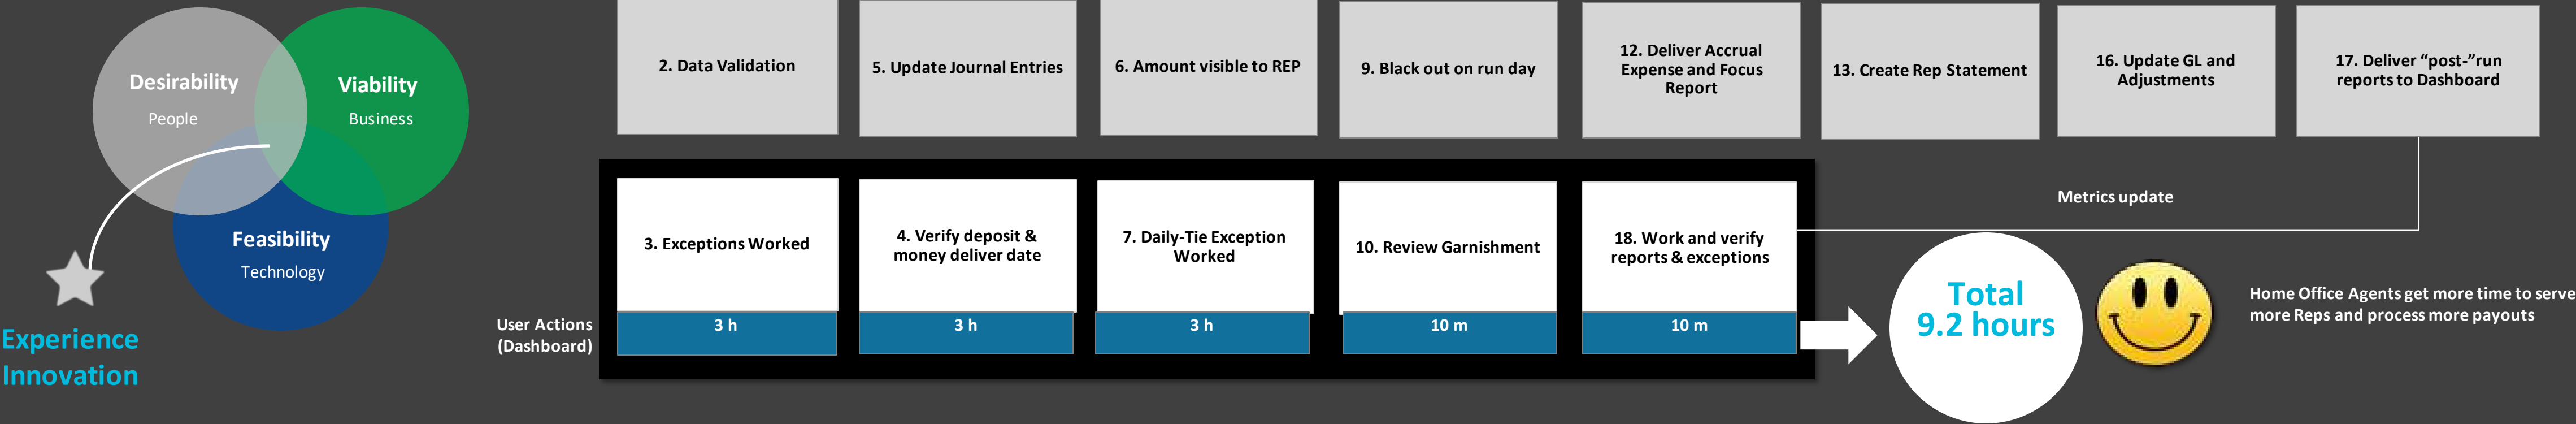 Desirability
People
Viability
Business
Feasibility
Technology
Experience
Innovation
2. Data Validation
5. Update Journal Entries
6. Amount visible to REP
9. Black out on run day
12. Deliver Accrual
Expense and Focus
Report
13. Create Rep Statement
16. Update GL and
Adjustments
17. Deliver “post-”run
reports to Dashboard
User Actions
(Dashboard)
3. Exceptions Worked
3 h
4. Verify deposit &
money deliver date
3 h
7. Daily-Tie Exception
Worked
3 h
10. Review Garnishment
10 m
18. Work and verify
reports & exceptions
10 m
Metrics update
Total
9.2 hours
Home Office Agents get more time to serve
more Reps and process more payouts